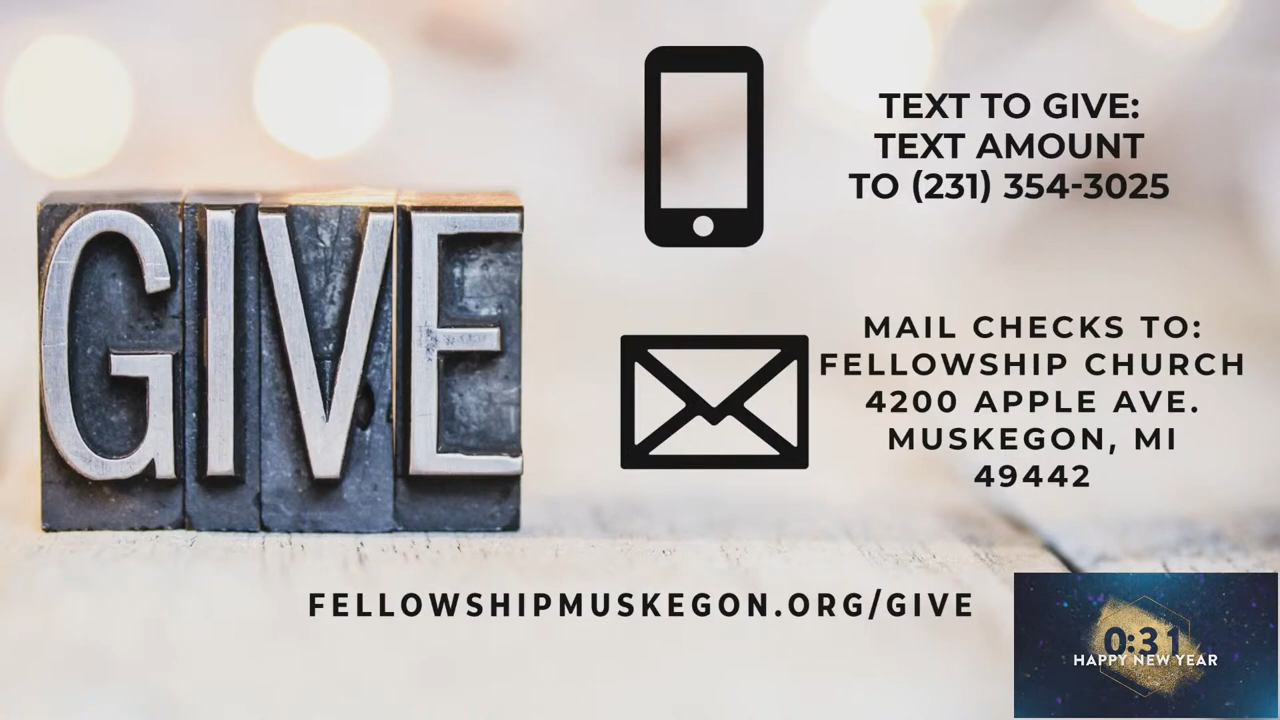 GIVE
TEXT TO GIVE:
TEXT AMOUNT
TO (231) 354-3025
MAIL CHECKS TO:
FELLOWSHIP CHURCH
4200 APPLE AVE.
MUSKEGON, MI
49442
FELLOWSHIPMUSKEGON.ORG/GIVE
0:31
HAPPY NEW YEAR